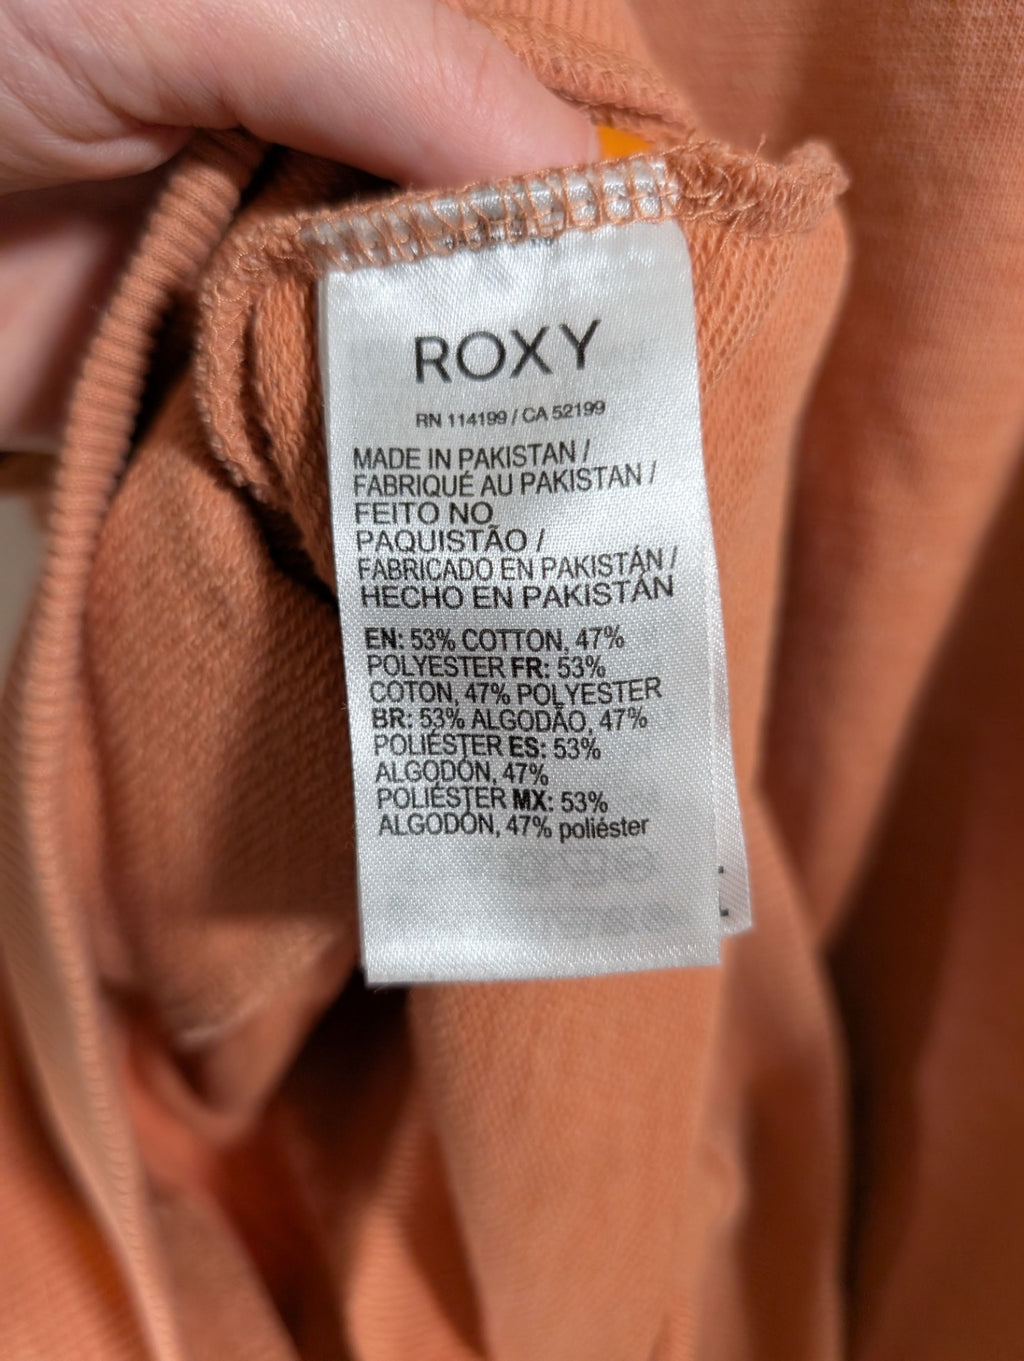 ROXY
RN 114199 / CA 52199
MADE IN PAKISTAN /
FABRIQUÉ AU PAKISTAN /
FEITO NO
PAQUISTÃO /
FABRICADO EN PAKISTÁN /
HECHO EN PAKISTÁN
EN: 53% COTTON, 47%
POLYESTER FR: 53%
COTON, 47% POLYESTER
BR: 53% ALGODÃO, 47%
POLIÉSTER ES: 53%
ALGODÓN, 47%
POLIÉSTER MX: 53%
ALGODÓN, 47% poliéster